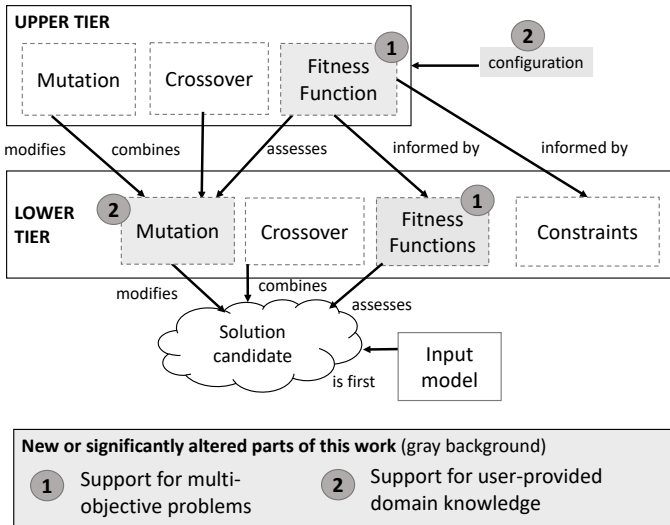 UPPER TIER
Mutation
Crossover
Fitness
Function
1
2
configuration
modifies
combines
assesses
informed by
informed by
LOWER
TIER
2
Mutation
Crossover
Fitness
Functions
1
Constraints
modifies
combines
assesses
Solution
candidate
is first
Input
model
New or significantly altered parts of this work (gray background)
1
Support for multi-
objective problems
2
Support for user-provided
domain knowledge